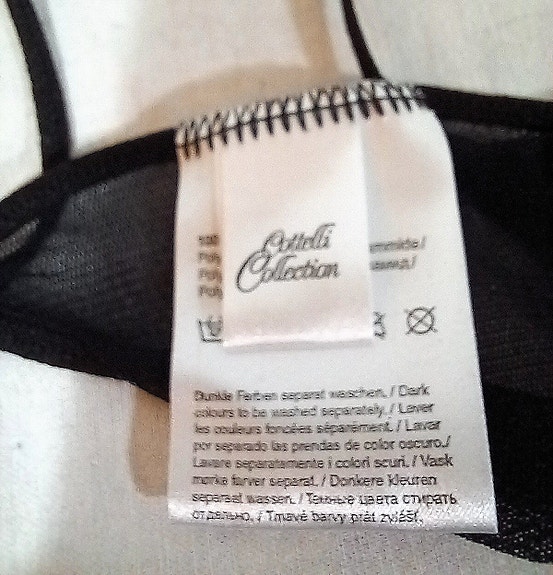 100
Cottelli
Collection
Dunkle Farben separat waschen. / Dark
colours to be washed separately. / Laver
les couleurs foncées séparément. / Lavar
por separado las prendas de color oscuro./
Lavare separatamente i colori scuri. / Vask
mørke farver separat. / Donkere kleuren
separaat wassen. / Темные цвета стирать
отдельно. / Tmavé barvy prát zvlášť.